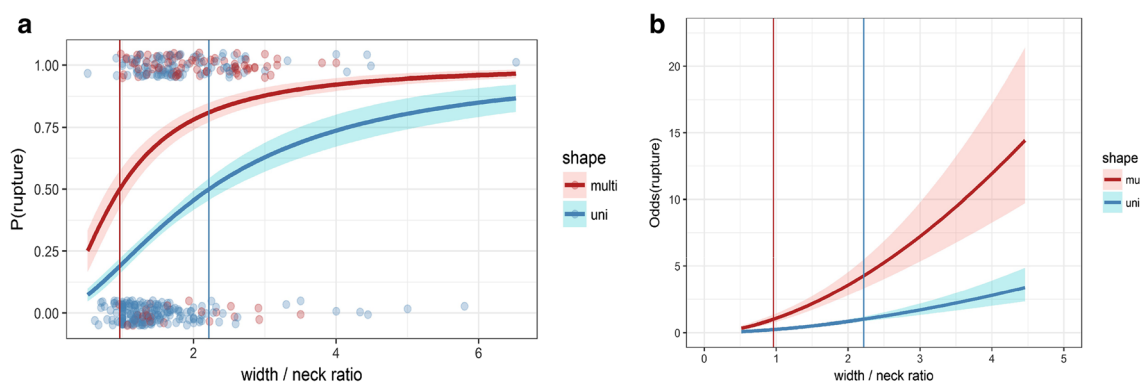 a
1.00
0.75
0.50
0.25
0.00
P(rupture)
2
4
6
width / neck ratio
shape
multi
uni
b
20
15
10
5
0
Odds(rupture)
0
1
2
3
4
5
width / neck ratio
shape
mu
uni